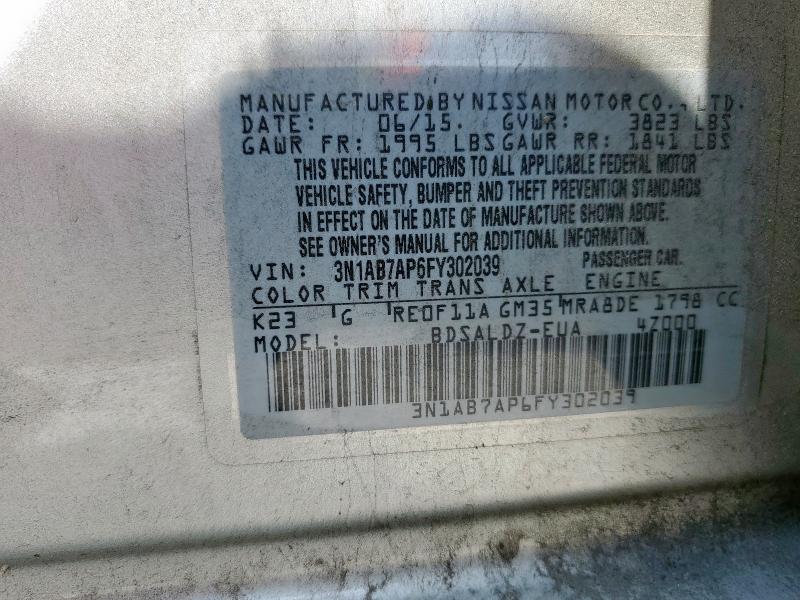 MANUFACTURED BY NISSAN MOTOR CO., LTD.
DATE: 06/15. GVWR: 3823 LBS
GAWR FR: 1995 LBS GAWR RR: 1841 LBS
THIS VEHICLE CONFORMS TO ALL APPLICABLE FEDERAL MOTOR
VEHICLE SAFETY, BUMPER AND THEFT PREVENTION STANDARDS
IN EFFECT ON THE DATE OF MANUFACTURE SHOWN ABOVE.
SEE OWNER'S MANUAL FOR ADDITIONAL INFORMATION.
VIN: 3N1AB7AP6FY302039 PASSENGER CAR.
COLOR TRIM TRANS AXLE ENGINE
K23 G RE0F11A GM35 MRA8DE 1798 CC
MODEL: BDSALDZ-EUA 4Z000
3N1AB7AP6FY302039